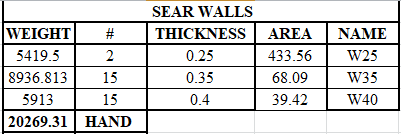 SEAR WALLS
WEIGHT # THICKNESS AREA NAME
5419.5 2 0.25 433.56 W25
8936.813 15 0.35 68.09 W35
5913 15 0.4 39.42 W40
20269.31 HAND